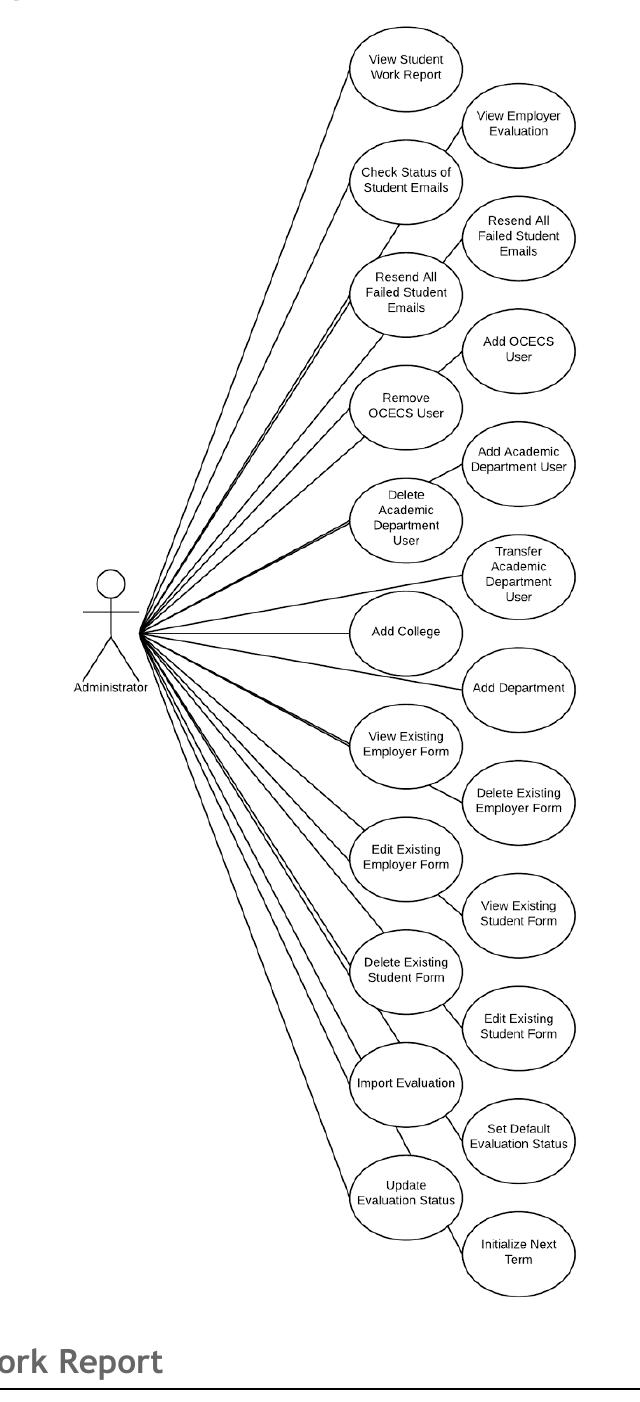 View Student
Work Report
View Employer
Evaluation
Check Status of
Student Emails
Resend All
Failed Student
Emails
Resend All
Failed Student
Emails
Add OCECS
User
Remove
OCECS User
Add Academic
Department User
Delete
Academic
Department
User
Transfer
Academic
Department
User
Add College
Administrator
Add Department
View Existing
Employer Form
Delete Existing
Employer Form
Edit Existing
Employer Form
View Existing
Student Form
Delete Existing
Student Form
Edit Existing
Student Form
Import Evaluation
Set Default
Evaluation Status
Update
Evaluation Status
Initialize Next
Term
ork Report